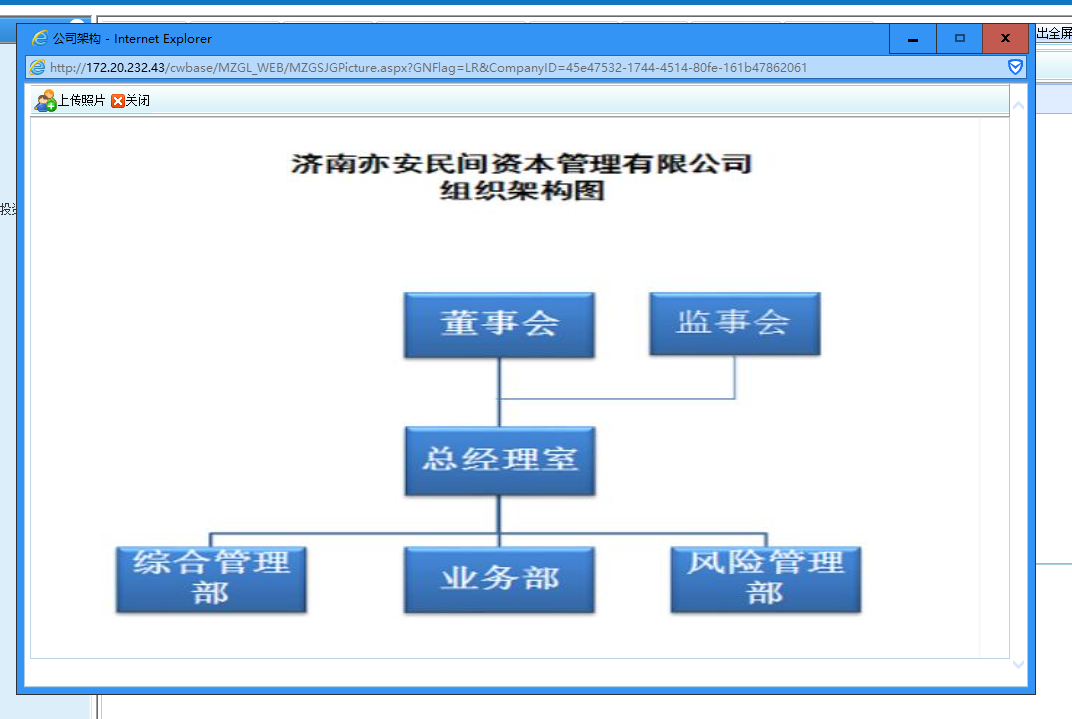 公司架构 - Internet Explorer
出全屏
http://172.20.232.43/cwbase/MZGL_WEB/MZGSJGPicture.aspx?GNFlag=LR&CompanyID=45e47532-1744-4514-80fe-161b47862061
上传照片 关闭
济南亦安民间资本管理有限公司
组织架构图
投资
董事会
监事会
总经理室
综合管理
部
业务部
风险管理
部